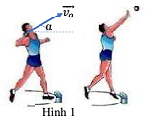 v₀
α
Hình 1